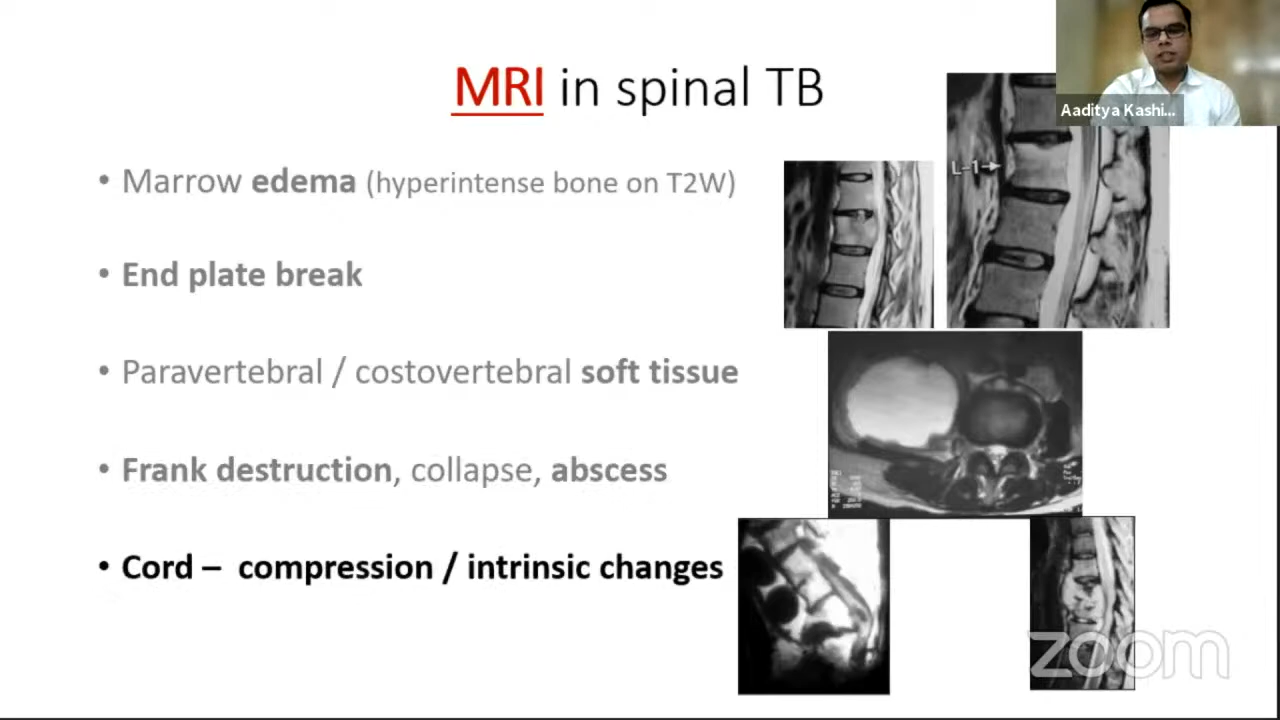 MRI in spinal TB
Aaditya Kashi...
• Marrow edema (hyperintense bone on T2W)
• End plate break
• Paravertebral / costovertebral soft tissue
• Frank destruction, collapse, abscess
• Cord – compression / intrinsic changes
L-1
zoom